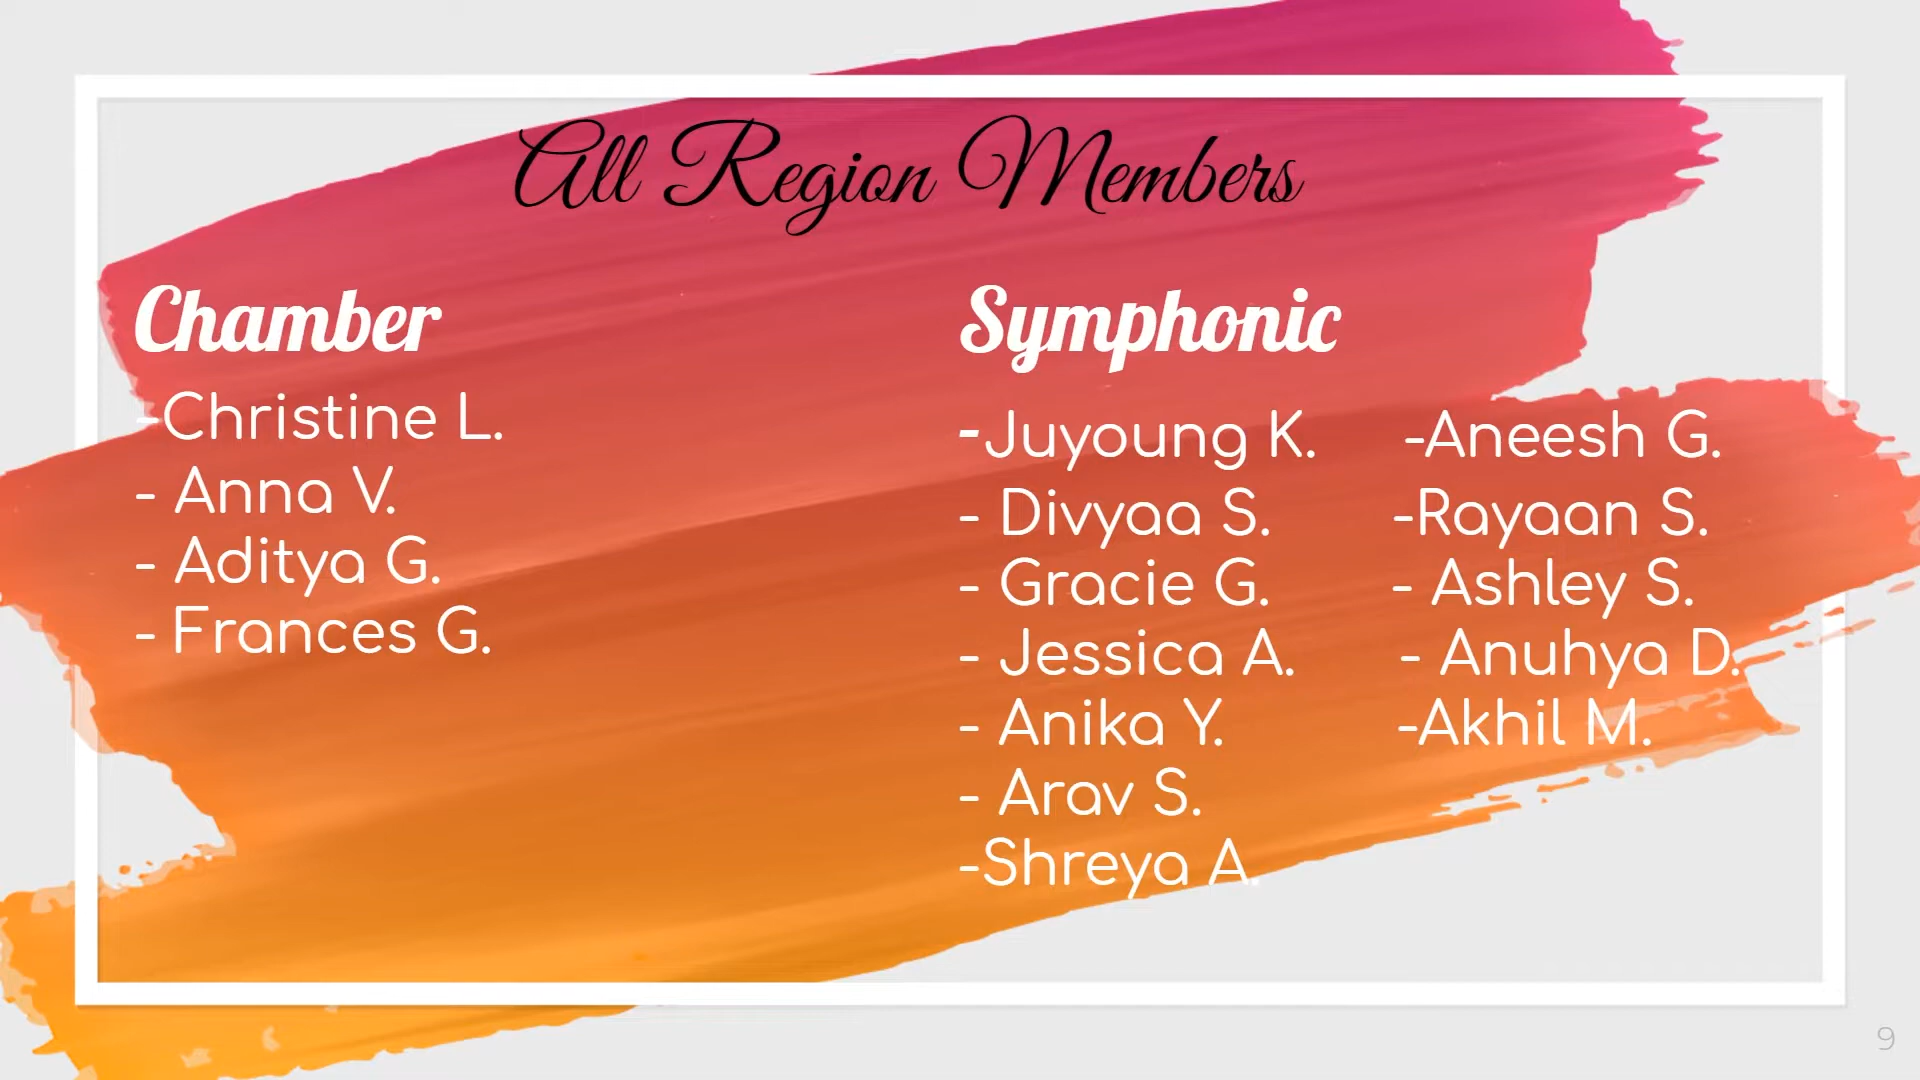 All Region Members
Chamber
-Christine L.
- Anna V.
- Aditya G.
- Frances G.
Symphonic
-Juyoung K. -Aneesh G.
- Divyaa S. -Rayaan S.
- Gracie G. - Ashley S.
- Jessica A. - Anuhya D.
- Anika Y. -Akhil M.
- Arav S.
-Shreya A.
9